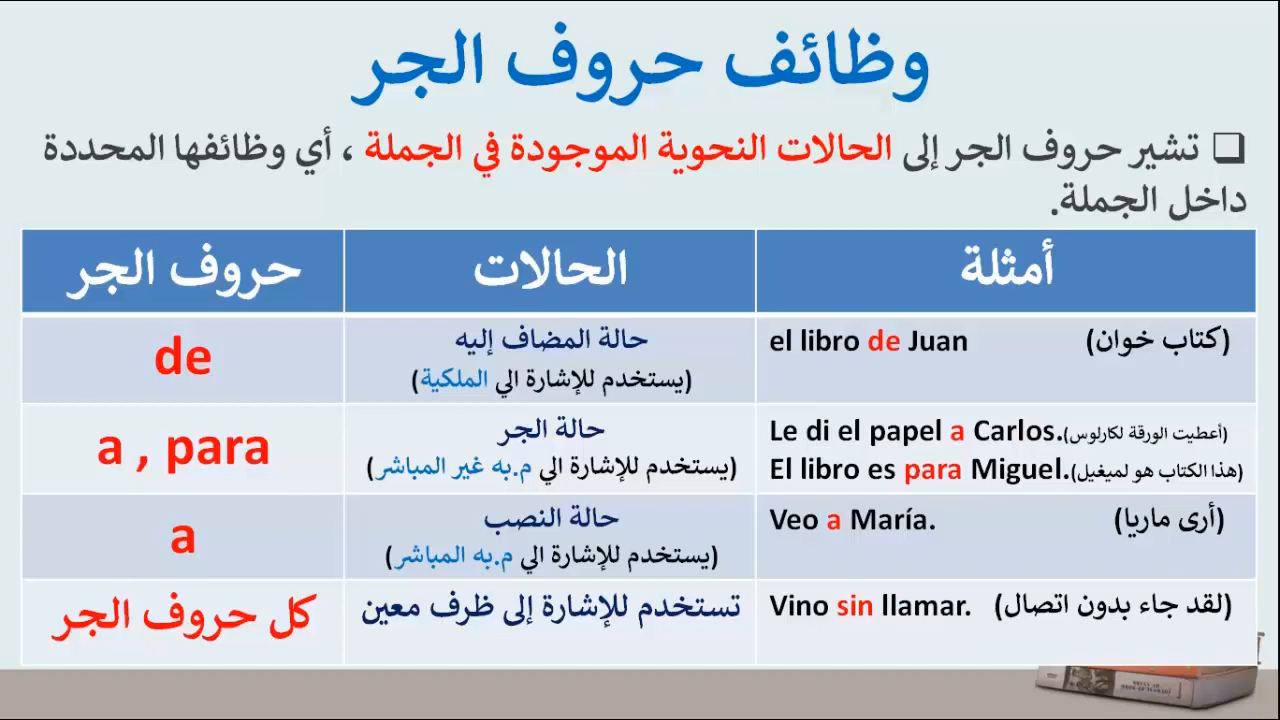 وظائف حروف الجر
❑ تشير حروف الجر إلى الحالات النحوية الموجودة في الجملة ، أي وظائفها المحددة
داخل الجملة.
حروف الجر	الحالات	أمثلة
de
حالة المضاف إليه
(يستخدم للإشارة الي الملكية)
el libro de Juan (كتاب خوان)
a , para
حالة الجر
(يستخدم للإشارة الي م.به غير المباشر)
Le di el papel a Carlos.(أعطيت الورقة لكارلوس)
El libro es para Miguel.(هذا الكتاب هو لميغيل)
a
حالة النصب
(يستخدم للإشارة الي م.به المباشر)
Veo a María. (أرى ماريا)
كل حروف الجر
تستخدم للإشارة إلى ظرف معين
Vino sin llamar. (لقد جاء بدون اتصال)